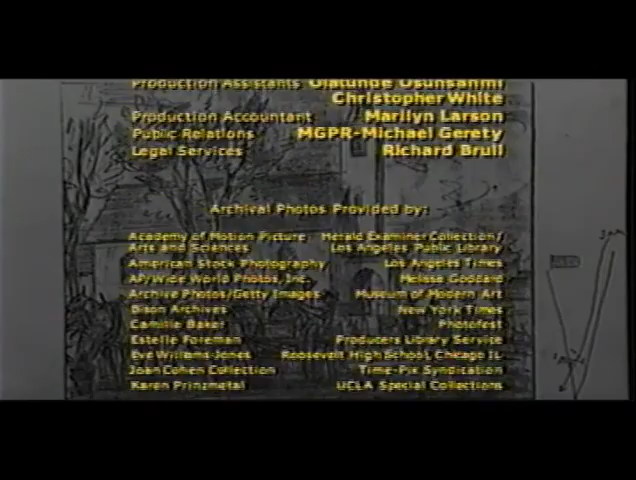 Production Assistants Olatunde Osunsanmi
Christopher White
Production Accountant Marilyn Larson
Public Relations MGPR-Michael Gerety
Legal Services Richard Brull
Archival Photos Provided by:
Academy of Motion Picture Herald Examiner Collection/
Arts and Sciences Los Angeles Public Library
American Stock Photography Los Angeles Times
AP/Wide World Photos, Inc. Melissa Goddard
Archive Photos/Getty Images Museum of Modern Art
Bison Archives New York Times
Camille Baker Photofest
Estelle Foreman Producers Library Service
Eve Williams-Jones Roosevelt High School, Chicago IL
Joan Cohen Collection Time-Pix Syndication
Karen Prinzmetal UCLA Special Collections